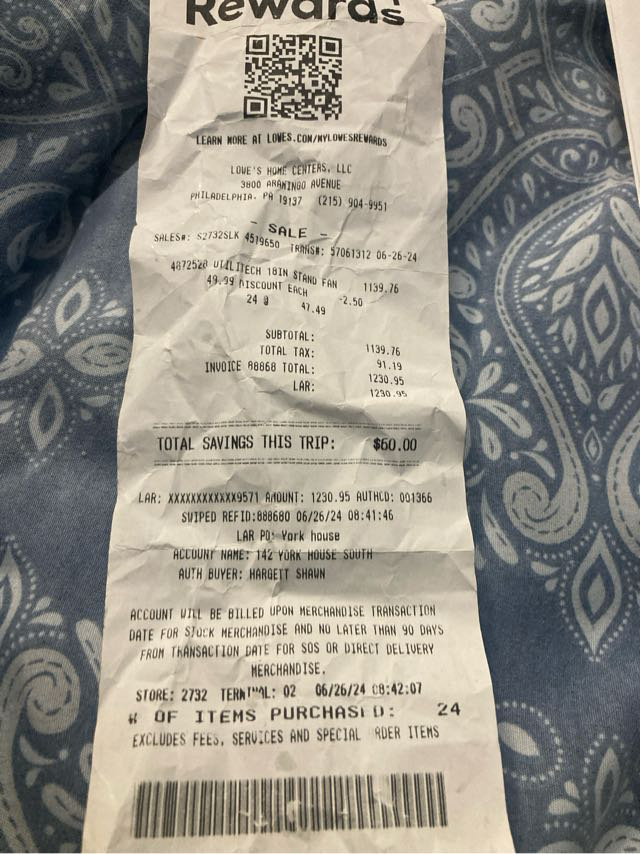 Rewards
LEARN MORE AT LOWES.COM/MYLOWESREWARDS
LOWE'S HOME CENTERS, LLC
3800 ARAMINGO AVENUE
PHILADELPHIA, PA 19137 (215) 904-9951
- SALE -
SALES#: S2732SLK 4519650 TRANS#: 57061312 06-26-24
4872528 UTILITECH 18IN STAND FAN 1139.76
49.99 DISCOUNT EACH -2.50
24 @ 47.49
SUBTOTAL: 1139.76
TOTAL TAX: 91.19
INVOICE 88868 TOTAL: 1230.95
LAR: 1230.95
TOTAL SAVINGS THIS TRIP: $60.00
LAR: XXXXXXXXXXXX9571 AMOUNT: 1230.95 AUTHCD: 001366
SWIPED REFID:888680 06/26/24 08:41:46
LAR PO: York house
ACCOUNT NAME: 142 YORK HOUSE SOUTH
AUTH BUYER: HARGETT SHAWN
ACCOUNT WILL BE BILLED UPON MERCHANDISE TRANSACTION
DATE FOR STOCK MERCHANDISE AND NO LATER THAN 90 DAYS
FROM TRANSACTION DATE FOR SOS OR DIRECT DELIVERY
MERCHANDISE.
STORE: 2732 TERMINAL: 02 06/26/24 08:42:07
# OF ITEMS PURCHASED: 24
EXCLUDES FEES, SERVICES AND SPECIAL ORDER ITEMS